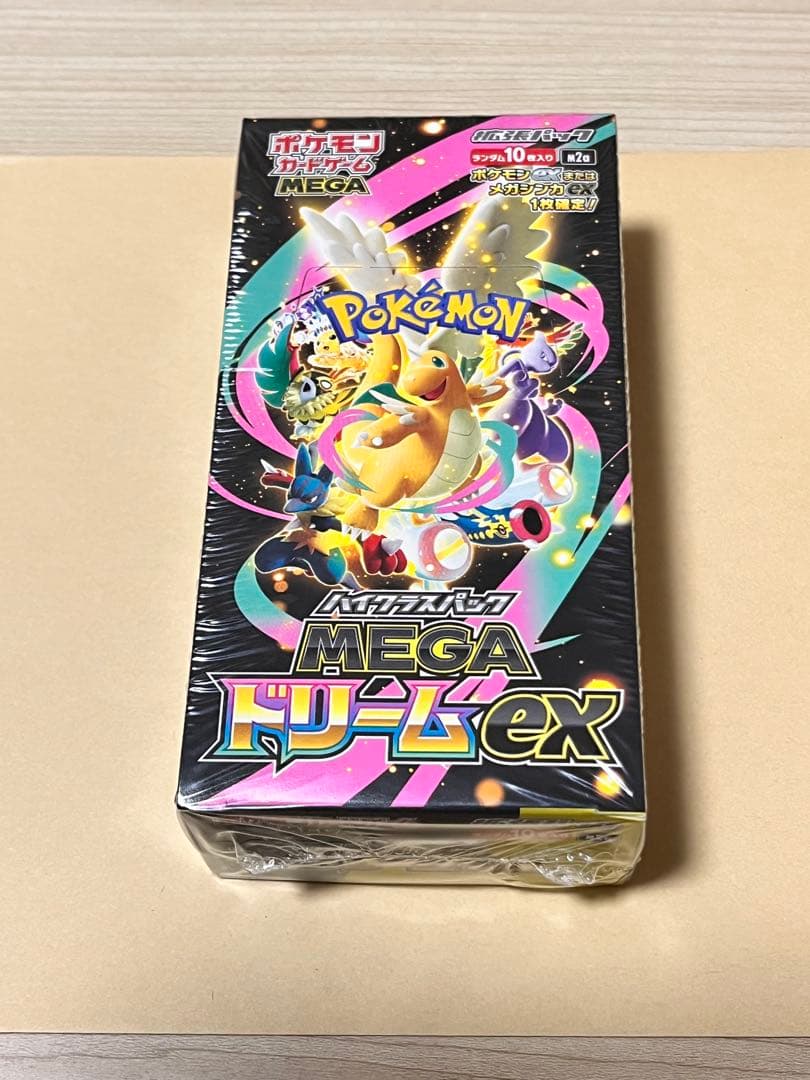 ポケモン
カードゲーム
MEGA
拡張パック
ランダム10枚入り M2a
ポケモンexまたは
メガシンカex
1枚確定!
POKéMON
ハイクラスパック
MEGA
ドリームex